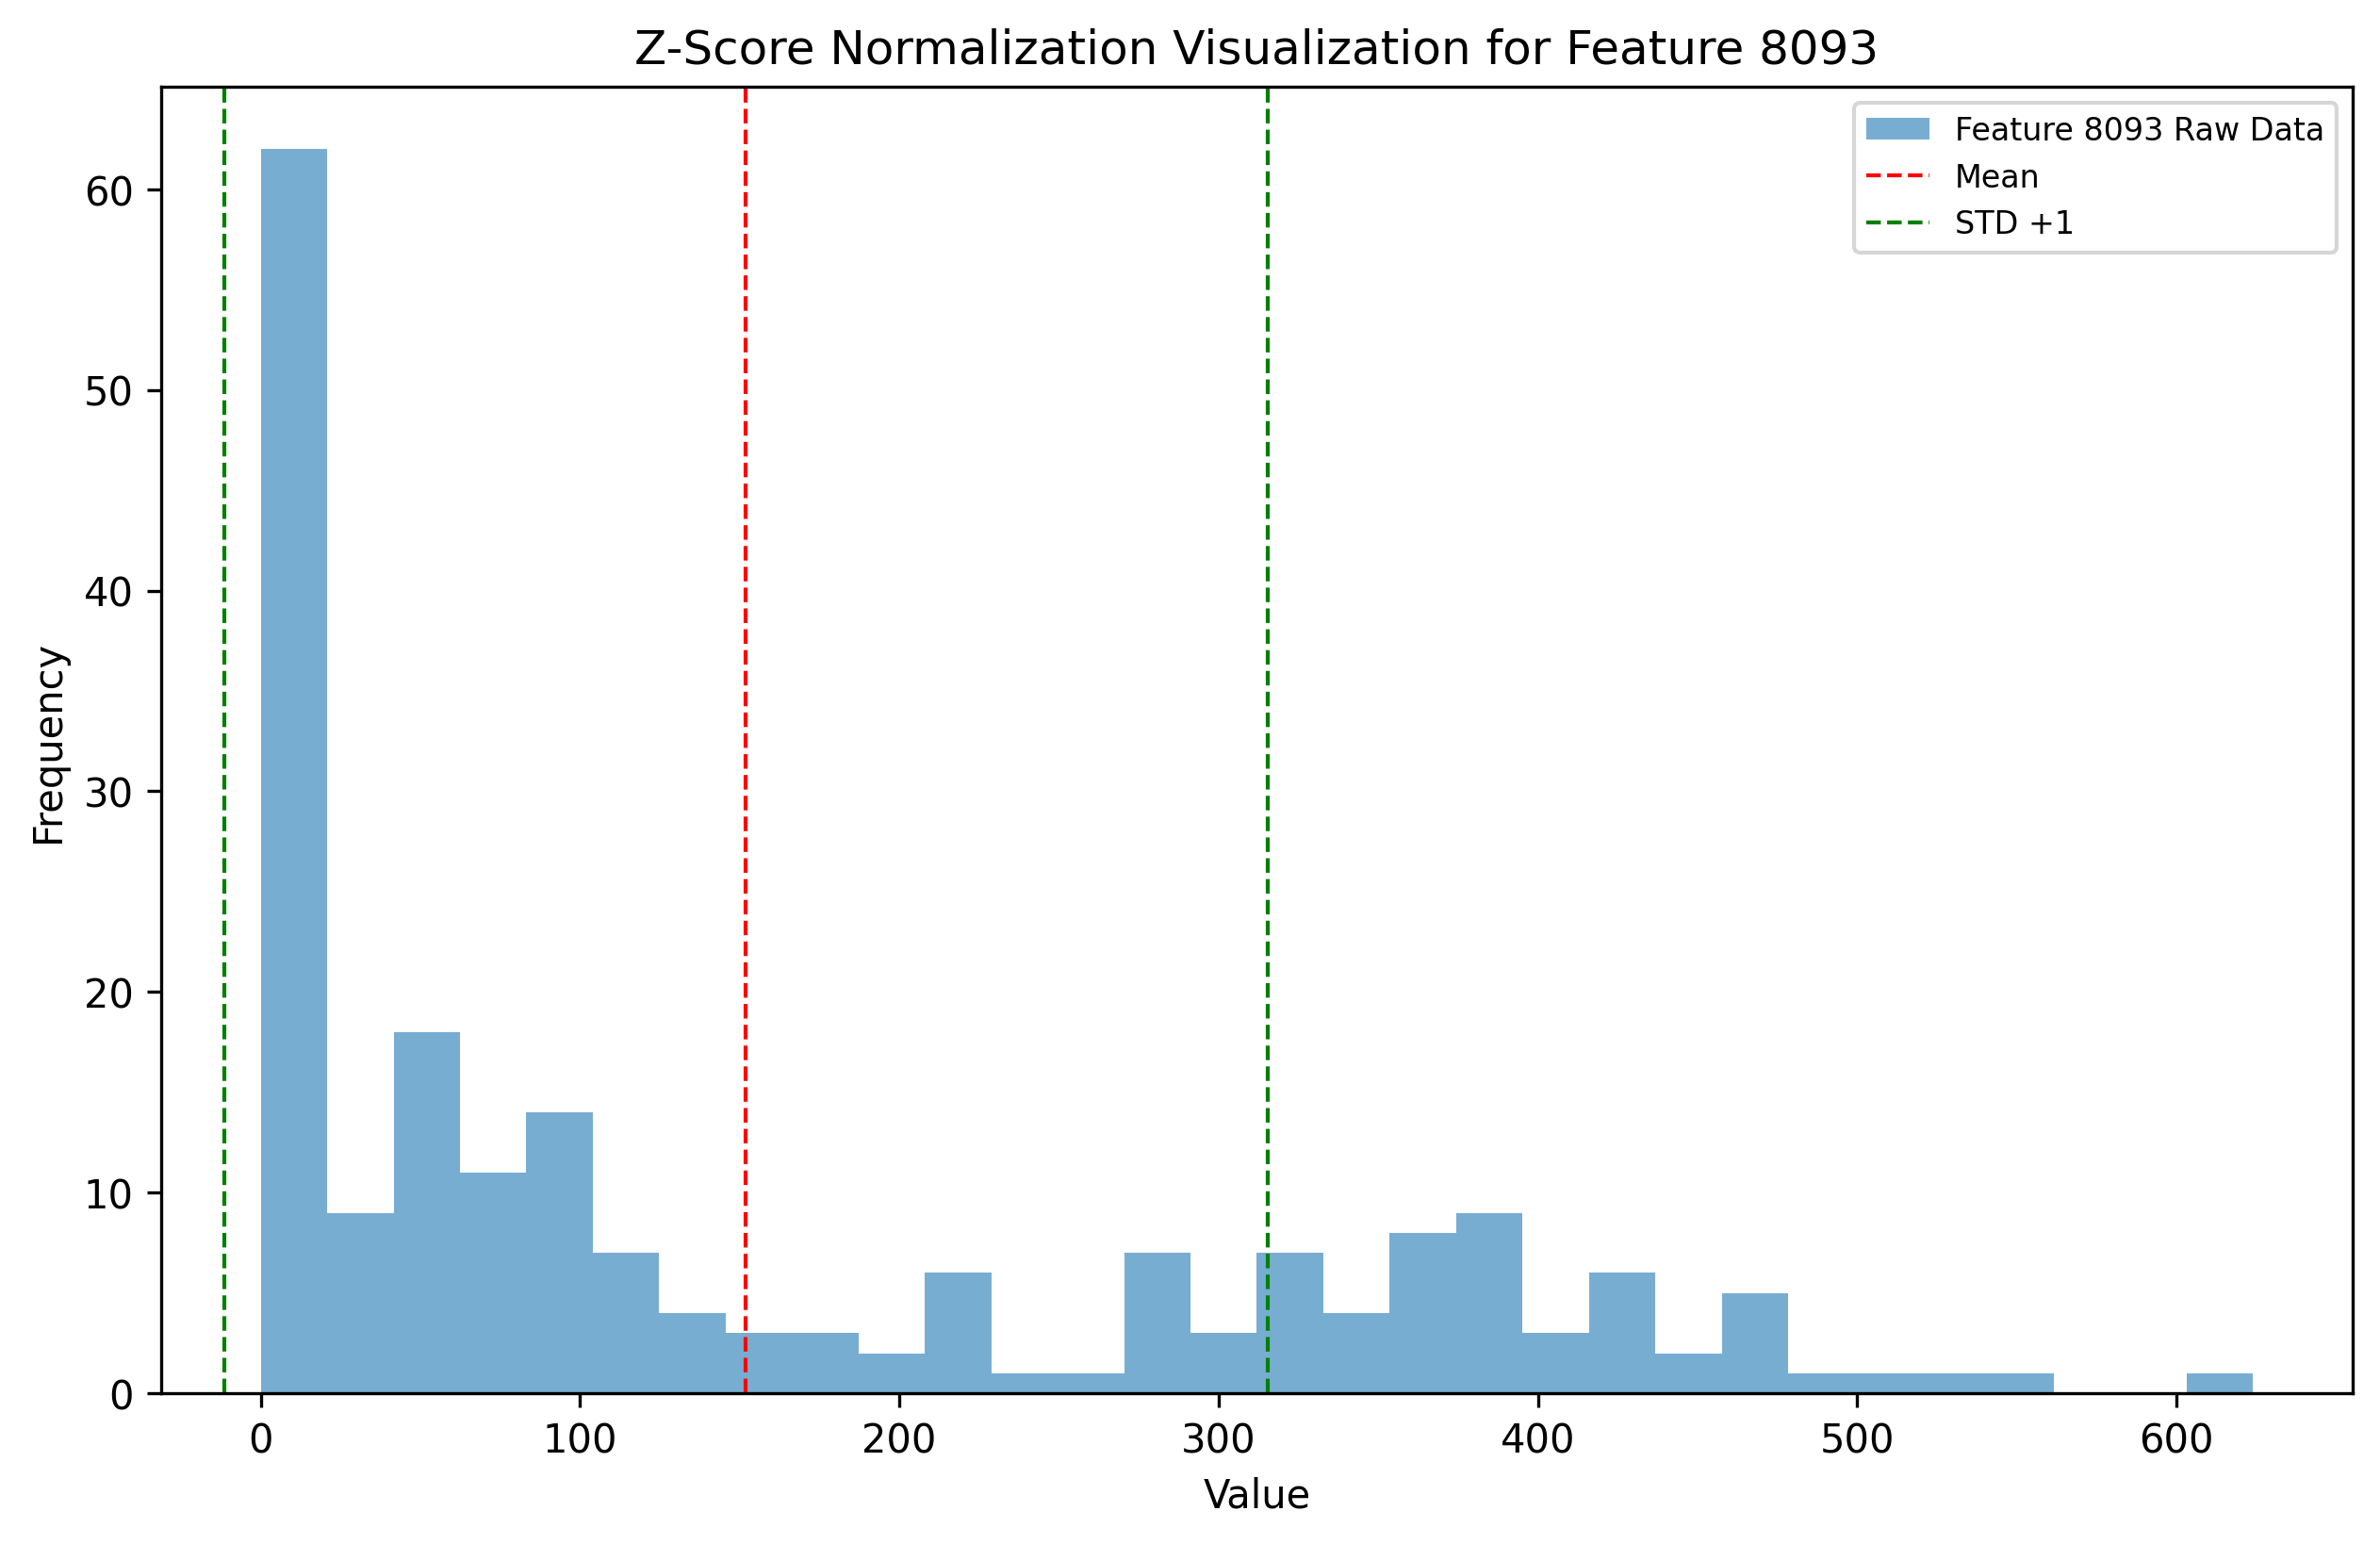 Z-Score Normalization Visualization for Feature 8093
Feature 8093 Raw Data
Mean
STD +1
Frequency
60
50
40
30
20
10
0
0 100 200 300 400 500 600
Value